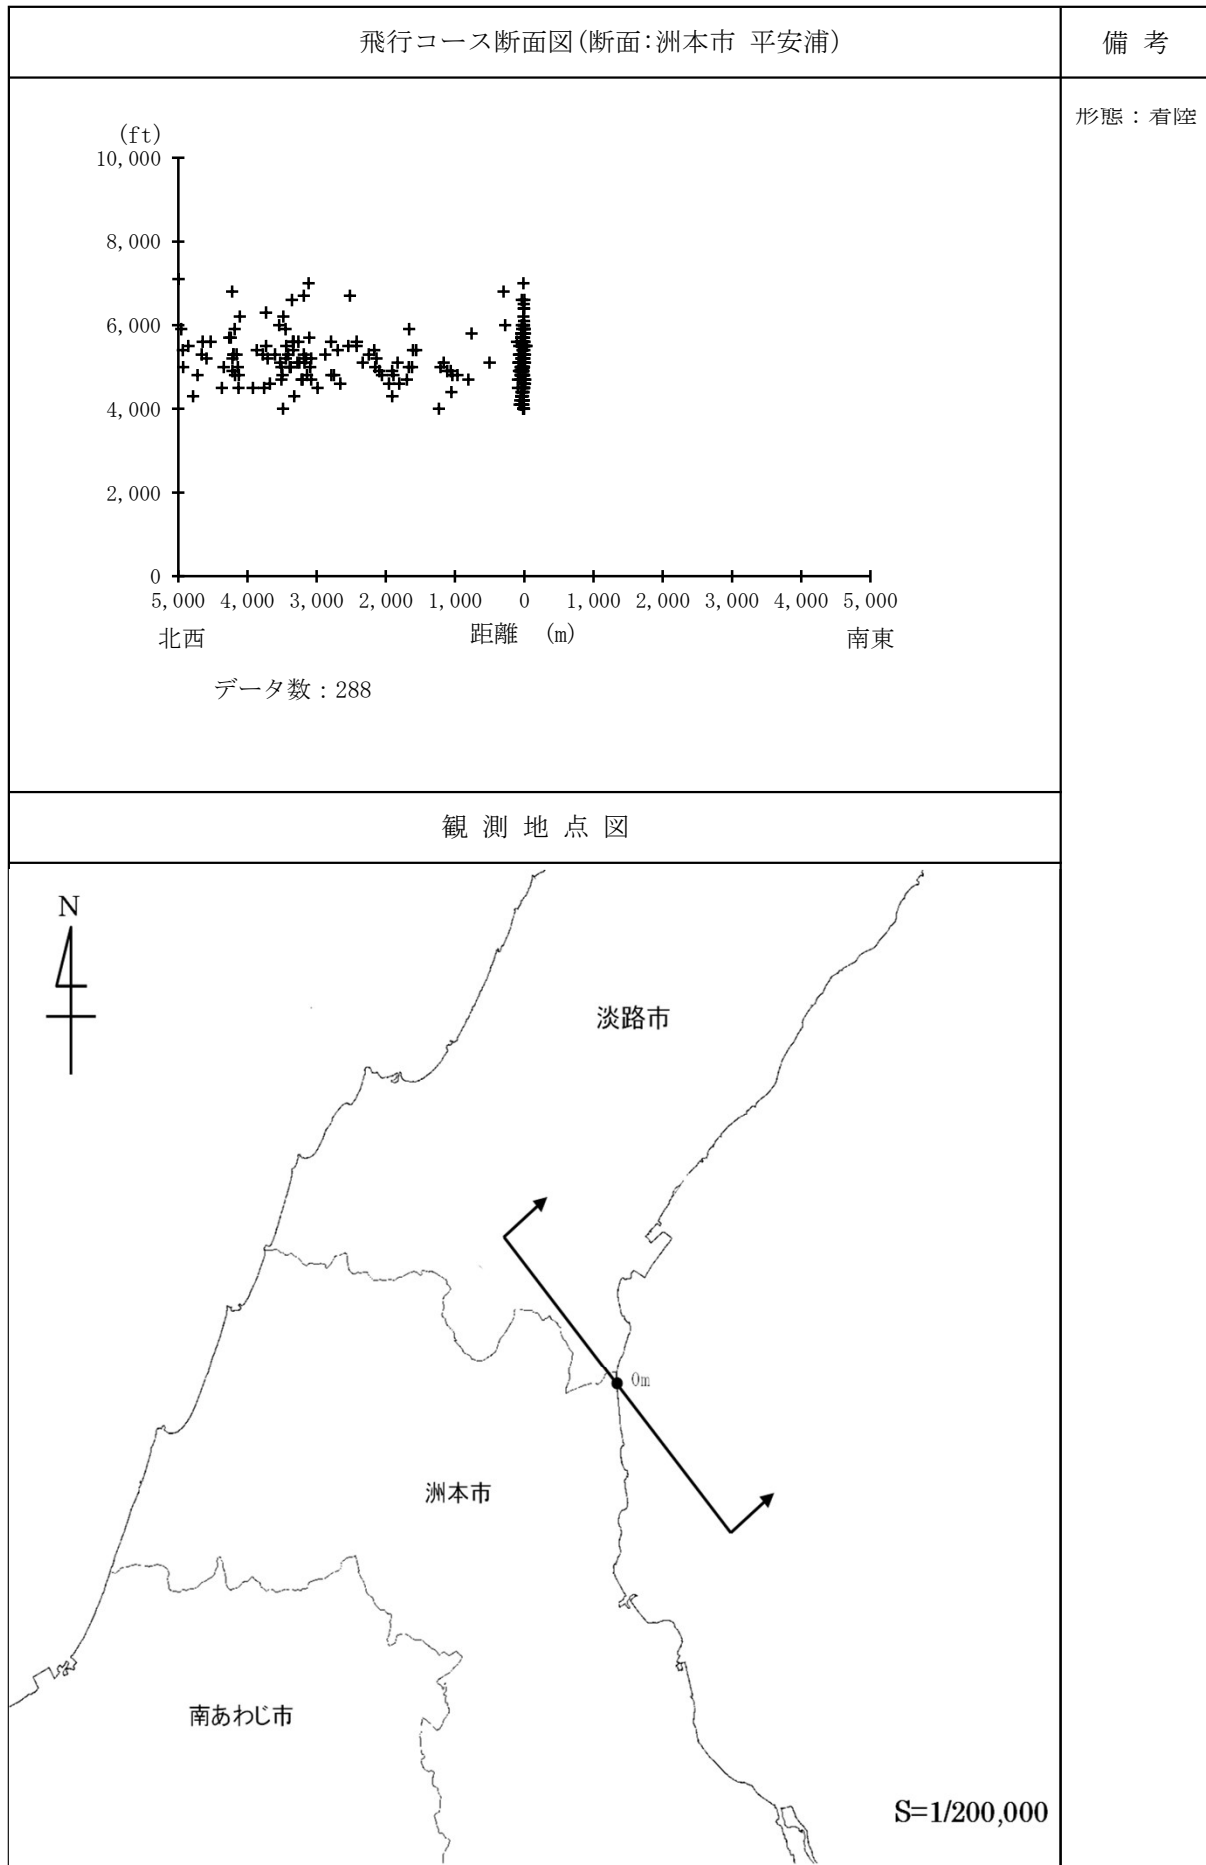 飛行コース断面図(断面:洲本市 平安浦)
備 考
形態：着陸
(ft)
10,000
8,000
6,000
4,000
2,000
0
5,000 4,000 3,000 2,000 1,000 0 1,000 2,000 3,000 4,000 5,000
北西 距離 (m) 南東
データ数：288
観 測 地 点 図
N
淡路市
0m
洲本市
南あわじ市
S=1/200,000